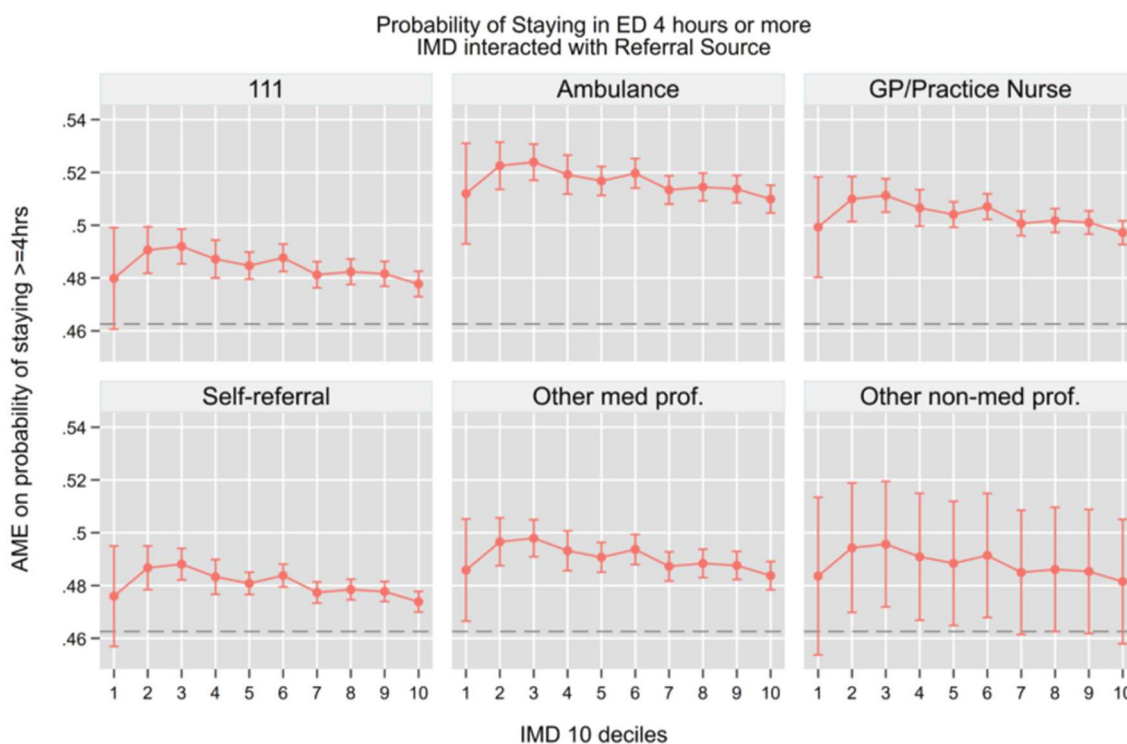 Probability of Staying in ED 4 hours or more
IMD interacted with Referral Source
111
Ambulance
GP/Practice Nurse
.54
.52
.5
.48
.46
Self-referral
Other med prof.
Other non-med prof.
.54
.52
.5
.48
.46
AME on probability of staying >=4hrs
1 2 3 4 5 6 7 8 9 10
1 2 3 4 5 6 7 8 9 10
1 2 3 4 5 6 7 8 9 10
IMD 10 deciles